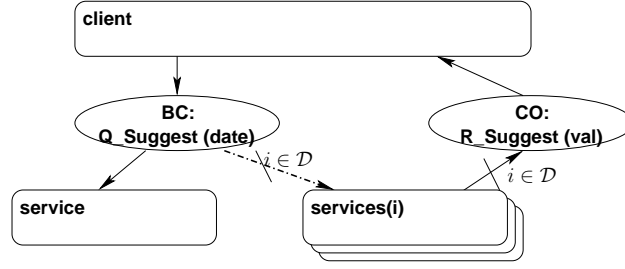 client
BC:
Q_Suggest (date)
CO:
R_Suggest (val)
i ∈ 𝒟
i ∈ 𝒟
service
services(i)